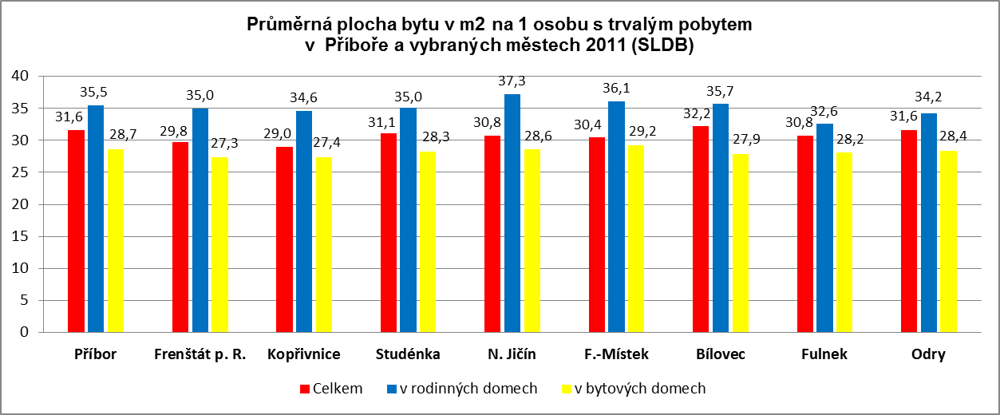 Průměrná plocha bytu v m2 na 1 osobu s trvalým pobytem
v Příboře a vybraných městech 2011 (SLDB)
40
35
30
25
20
15
10
5
0
31,6 35,5 28,7
29,8 35,0 27,3
29,0 34,6 27,4
31,1 35,0 28,3
30,8 37,3 28,6
30,4 36,1 29,2
32,2 35,7 27,9
30,8 32,6 28,2
31,6 34,2 28,4
Příbor Frenštát p. R. Kopřivnice Studénka N. Jičín F.-Místek Bílovec Fulnek Odry
Celkem v rodinných domech v bytových domech